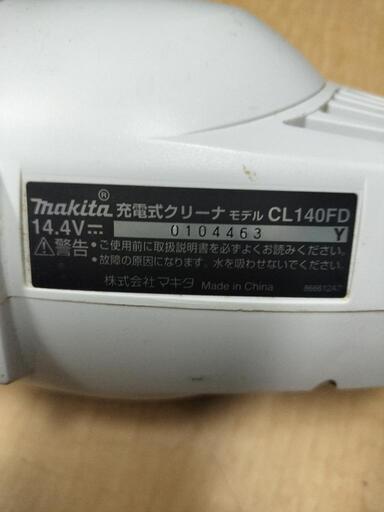 makita® 充電式クリーナ モデル CL140FD
14.4V⎓ 0104463 Y
⚠警告 •ご使用前に取扱説明書を必ずよくお読みください。
•故障の原因になります。水を吸わせないでください。
株式会社マキタ Made in China 866612A7